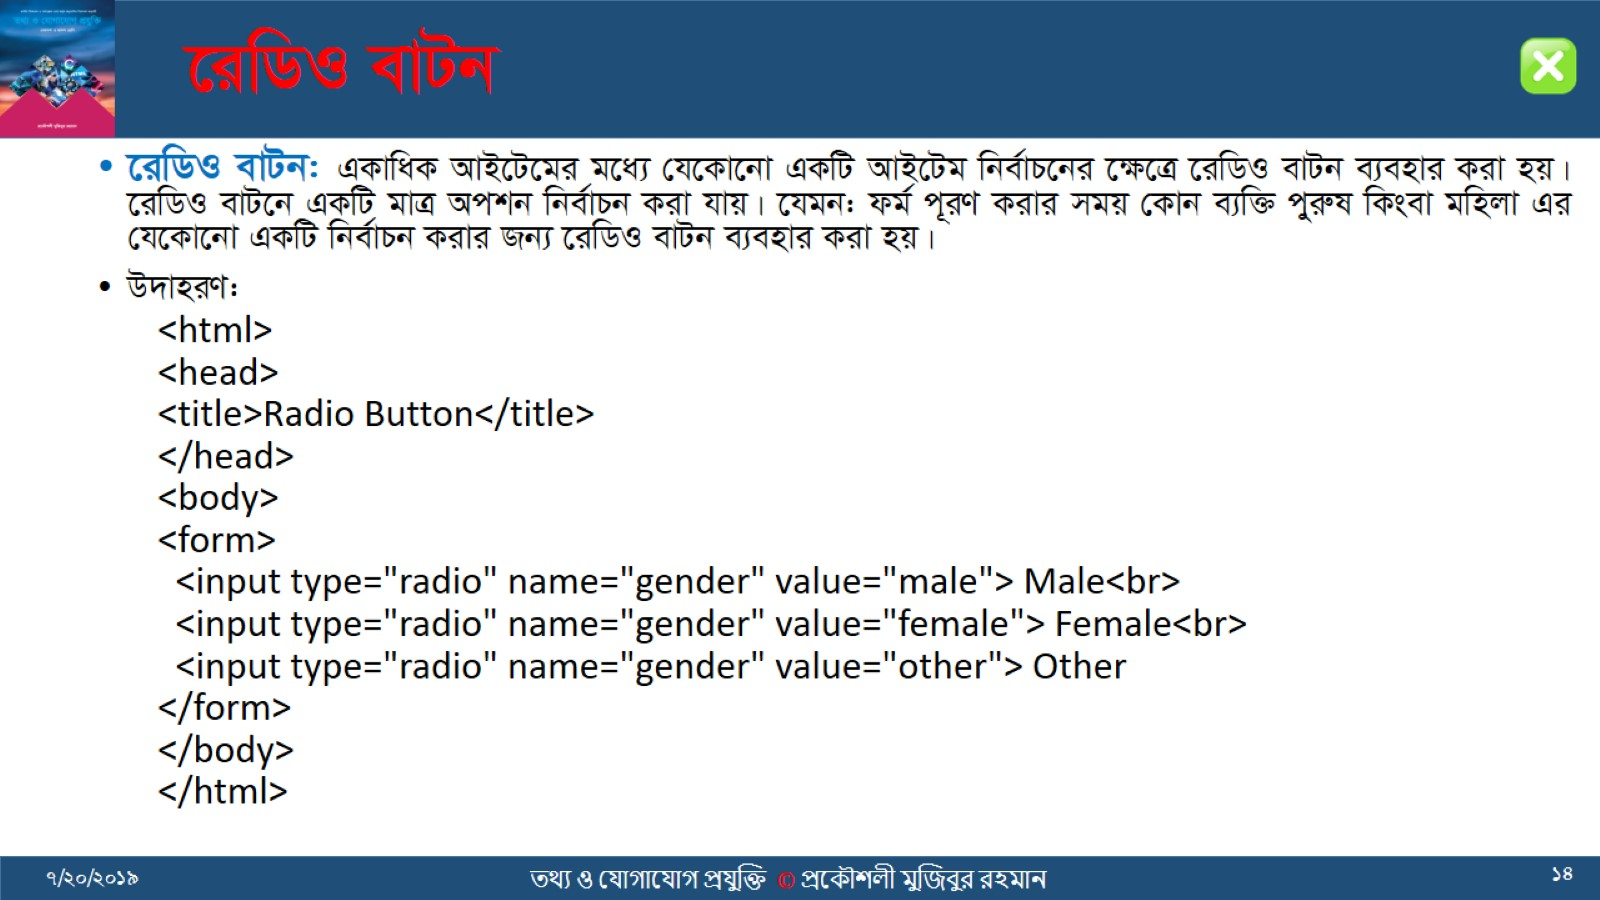 তথ্য ও যোগাযোগ প্রযুক্তি
রেডিও বাটন
• রেডিও বাটন: একাধিক আইটেমের মধ্যে যেকোনো একটি আইটেম নির্বাচনের ক্ষেত্রে রেডিও বাটন ব্যবহার করা হয়।
রেডিও বাটনে একটি মাত্র অপশন নির্বাচন করা যায়। যেমন: ফর্ম পূরণ করার সময় কোন ব্যক্তি পুরুষ কিংবা মহিলা এর
যেকোনো একটি নির্বাচন করার জন্য রেডিও বাটন ব্যবহার করা হয়।
• উদাহরণ:
<html>
<head>
<title>Radio Button</title>
</head>
<body>
<form>
<input type="radio" name="gender" value="male"> Male<br>
<input type="radio" name="gender" value="female"> Female<br>
<input type="radio" name="gender" value="other"> Other
</form>
</body>
</html>
৭/২০/২০১৯
তথ্য ও যোগাযোগ প্রযুক্তি © প্রকৌশলী মুজিবুর রহমান
১৪